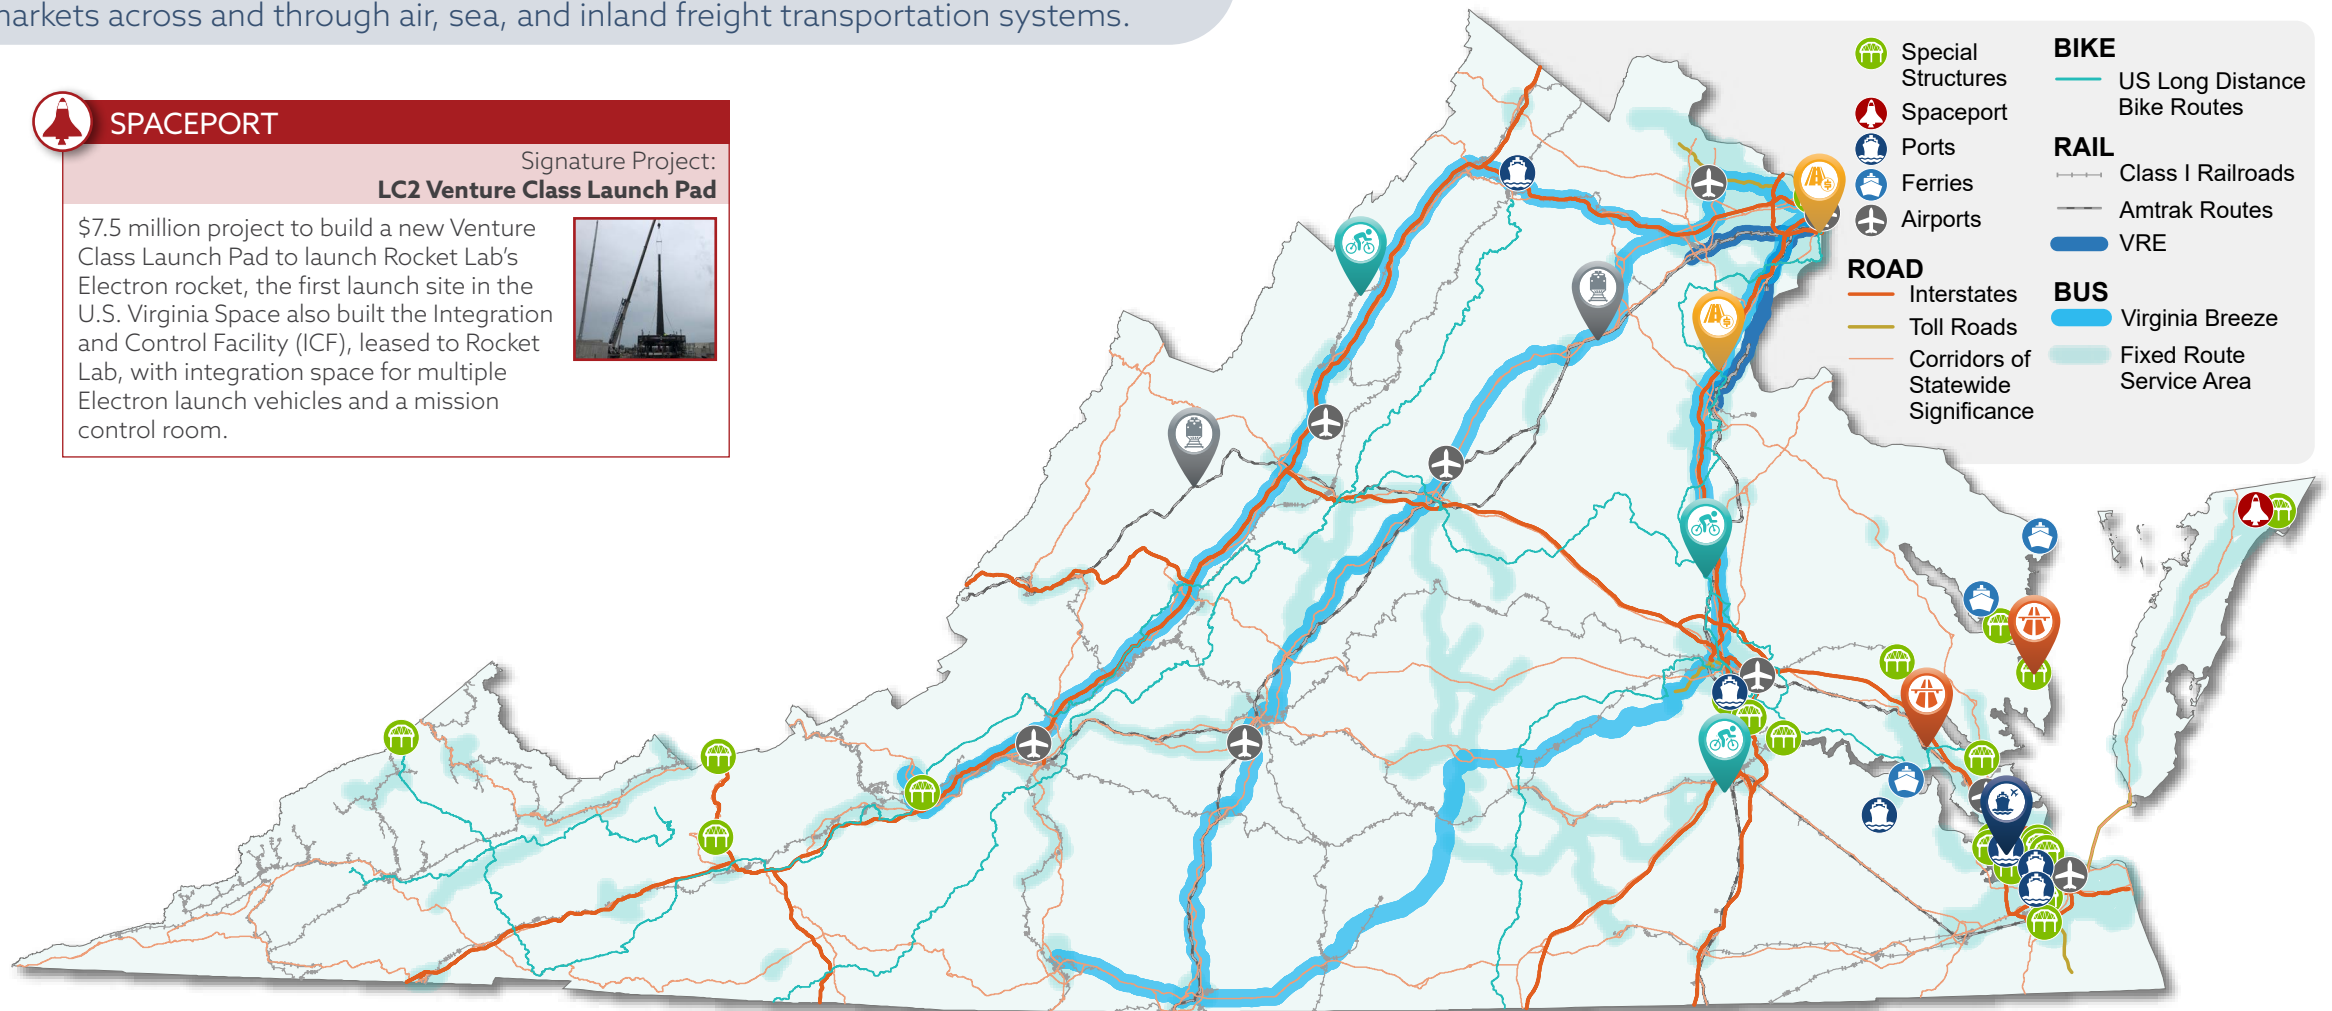 markets across and through air, sea, and inland freight transportation systems.
SPACEPORT
Signature Project:
LC2 Venture Class Launch Pad
$7.5 million project to build a new Venture
Class Launch Pad to launch Rocket Lab's
Electron rocket, the first launch site in the
U.S. Virginia Space also built the Integration
and Control Facility (ICF), leased to Rocket
Lab, with integration space for multiple
Electron launch vehicles and a mission
control room.
Special
Structures
Spaceport
Ports
Ferries
Airports
ROAD
Interstates
Toll Roads
Corridors of
Statewide
Significance
BIKE
US Long Distance
Bike Routes
RAIL
Class I Railroads
Amtrak Routes
VRE
BUS
Virginia Breeze
Fixed Route
Service Area